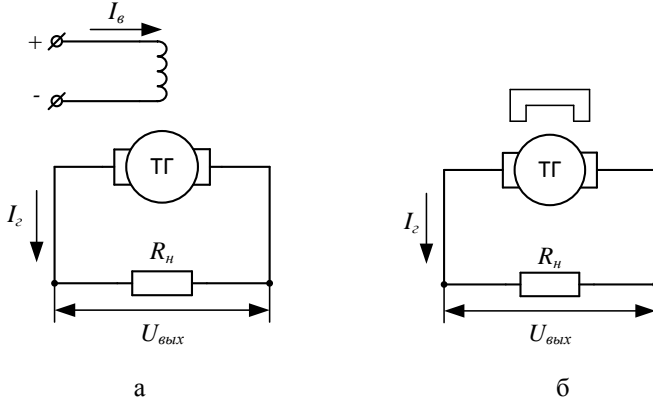 I_в
+
-
ТГ
I_г
R_н
U_вых
а
ТГ
I_г
R_н
U_вых
б